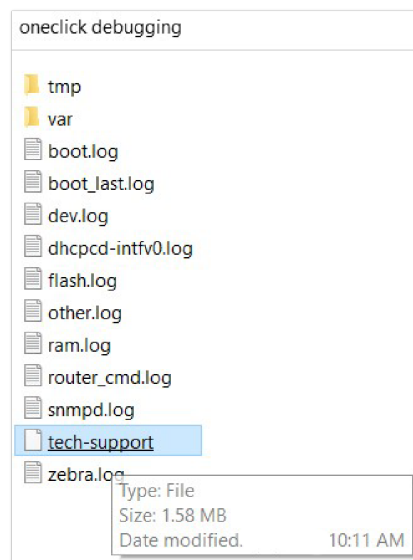 oneclick debugging
tmp
var
boot.log
boot_last.log
dev.log
dhcpcd-intfv0.log
flash.log
other.log
ram.log
router_cmd.log
snmpd.log
tech-support
zebra.log
Type: File
Size: 1.58 MB
Date modified. 10:11 AM